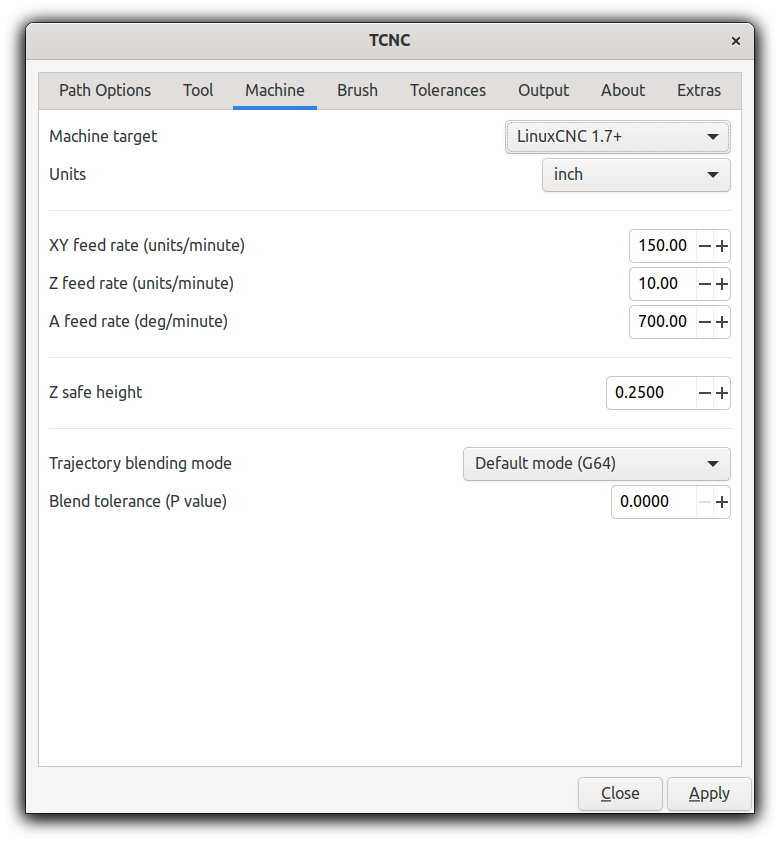 TCNC
Path Options Tool Machine Brush Tolerances Output About Extras
Machine target LinuxCNC 1.7+
Units inch
XY feed rate (units/minute) 150.00
Z feed rate (units/minute) 10.00
A feed rate (deg/minute) 700.00
Z safe height 0.2500
Trajectory blending mode Default mode (G64)
Blend tolerance (P value) 0.0000
Close Apply